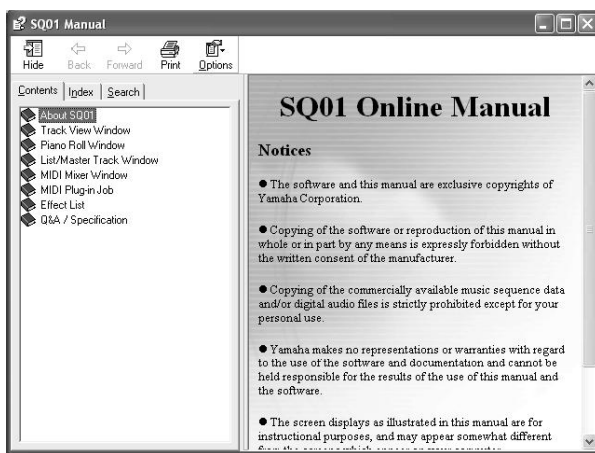 SQ01 Manual
Hide Back Forward Print Options
Contents Index Search
About SQ01
Track View Window
Piano Roll Window
List/Master Track Window
MIDI Mixer Window
MIDI Plug-in Job
Effect List
Q&A / Specification
SQ01 Online Manual
Notices
● The software and this manual are exclusive copyrights of
Yamaha Corporation.
● Copying of the software or reproduction of this manual in
whole or in part by any means is expressly forbidden without
the written consent of the manufacturer.
● Copying of the commercially available music sequence data
and/or digital audio files is strictly prohibited except for your
personal use.
● Yamaha makes no representations or warranties with regard
to the use of the software and documentation and cannot be
held responsible for the results of the use of this manual and
the software.
● The screen displays as illustrated in this manual are for
instructional purposes, and may appear somewhat different